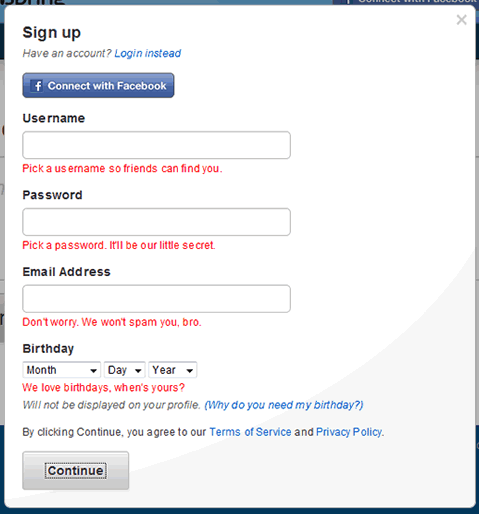 Connect with Facebook
Sign up
Have an account? Login instead
Connect with Facebook
Username
Pick a username so friends can find you.
Password
Pick a password. It'll be our little secret.
Email Address
Don't worry. We won't spam you, bro.
Birthday
Month Day Year
We love birthdays, when's yours?
Will not be displayed on your profile. (Why do you need my birthday?)
By clicking Continue, you agree to our Terms of Service and Privacy Policy.
Continue